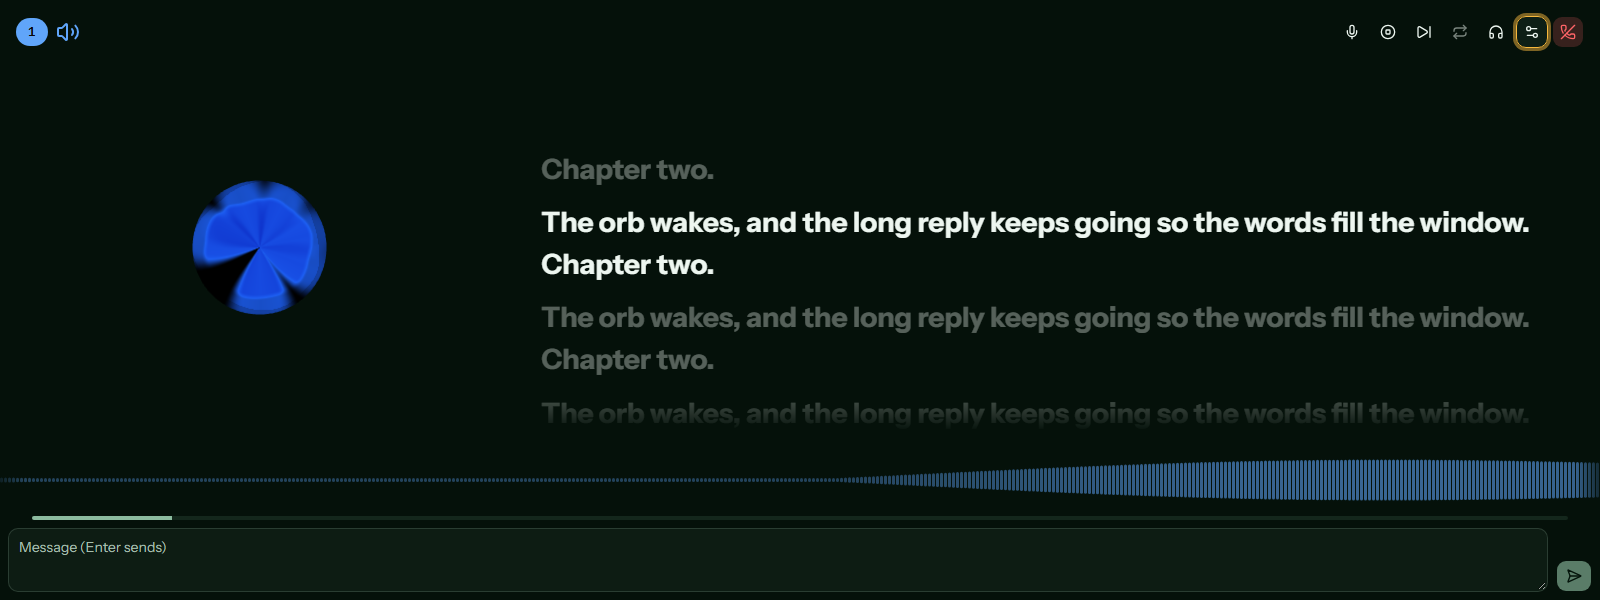 1
Chapter two.
The orb wakes, and the long reply keeps going so the words fill the window.
Chapter two.
The orb wakes, and the long reply keeps going so the words fill the window.
Chapter two.
The orb wakes, and the long reply keeps going so the words fill the window.
Message (Enter sends)